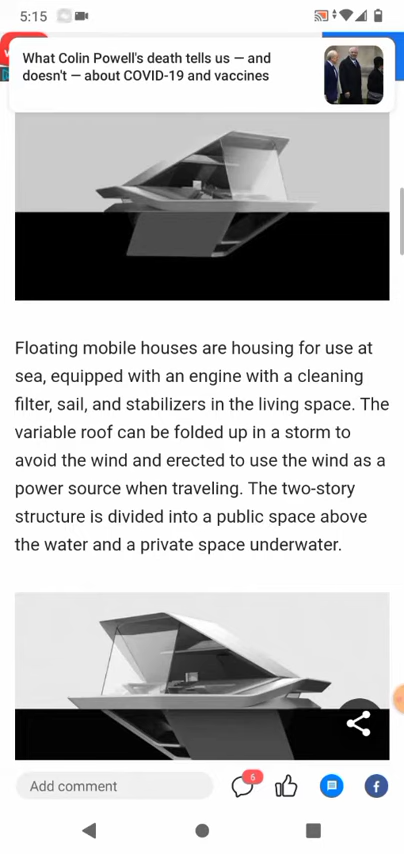 5:15
What Colin Powell's death tells us — and
doesn't — about COVID-19 and vaccines
Floating mobile houses are housing for use at
sea, equipped with an engine with a cleaning
filter, sail, and stabilizers in the living space. The
variable roof can be folded up in a storm to
avoid the wind and erected to use the wind as a
power source when traveling. The two-story
structure is divided into a public space above
the water and a private space underwater.
Add comment
6